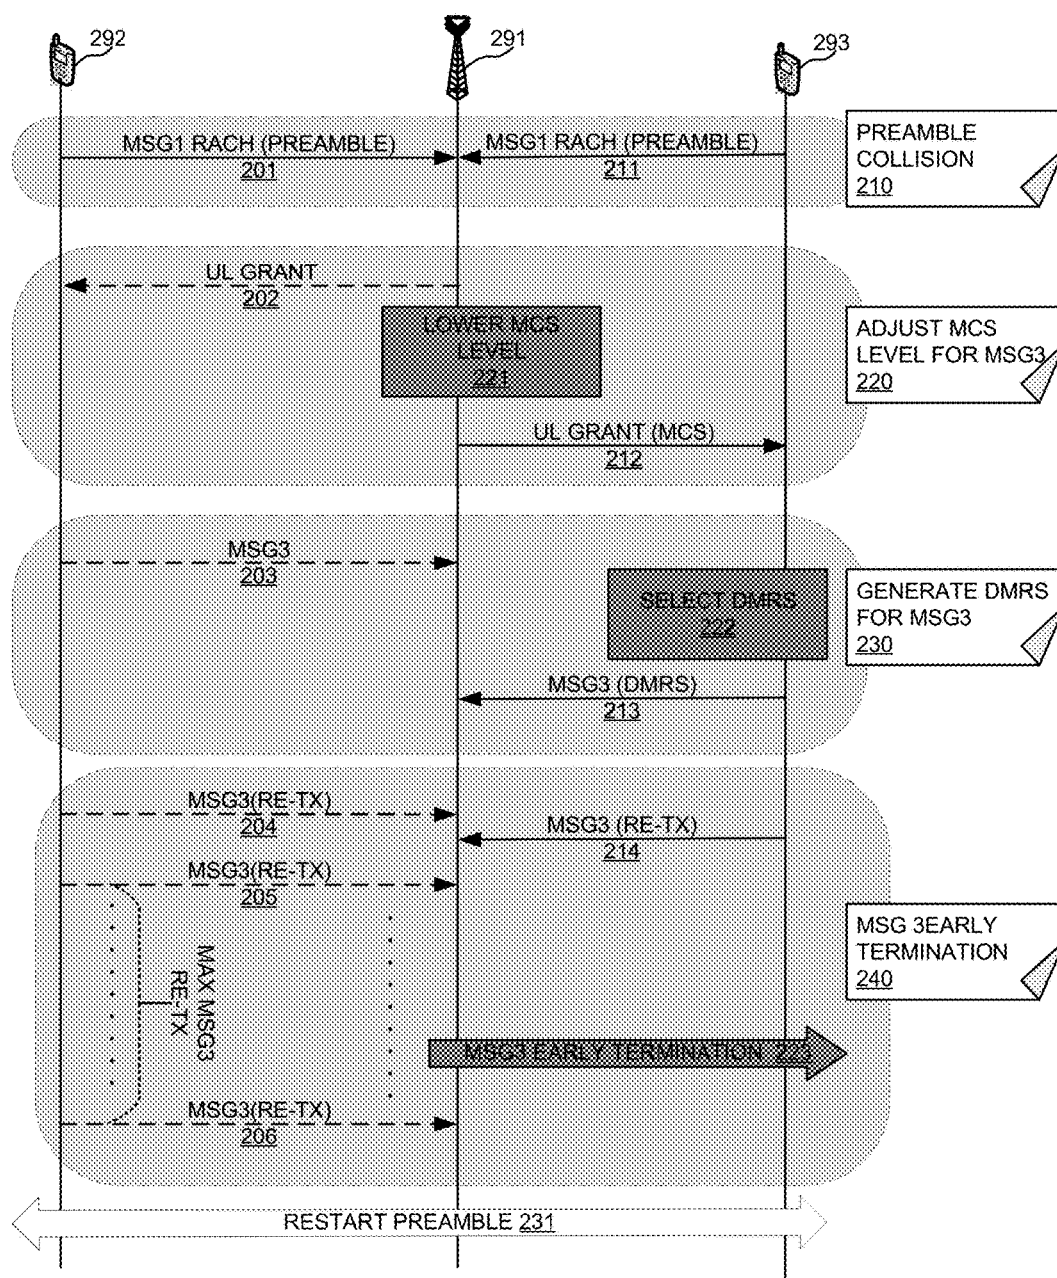 292
291
293
MSG1 RACH (PREAMBLE)
201
MSG1 RACH (PREAMBLE)
211
PREAMBLE
COLLISION
210
UL GRANT
202
LOWER MCS
LEVEL
221
ADJUST MCS
LEVEL FOR MSG3
220
UL GRANT (MCS)
212
MSG3
203
SELECT DMRS
222
GENERATE DMRS
FOR MSG3
230
MSG3 (DMRS)
213
MSG3(RE-TX)
204
MSG3 (RE-TX)
214
MSG3(RE-TX)
205
MAX MSG3
RE-TX
MSG 3EARLY
TERMINATION
240
MSG3 EARLY TERMINATION 223
MSG3(RE-TX)
206
RESTART PREAMBLE 231